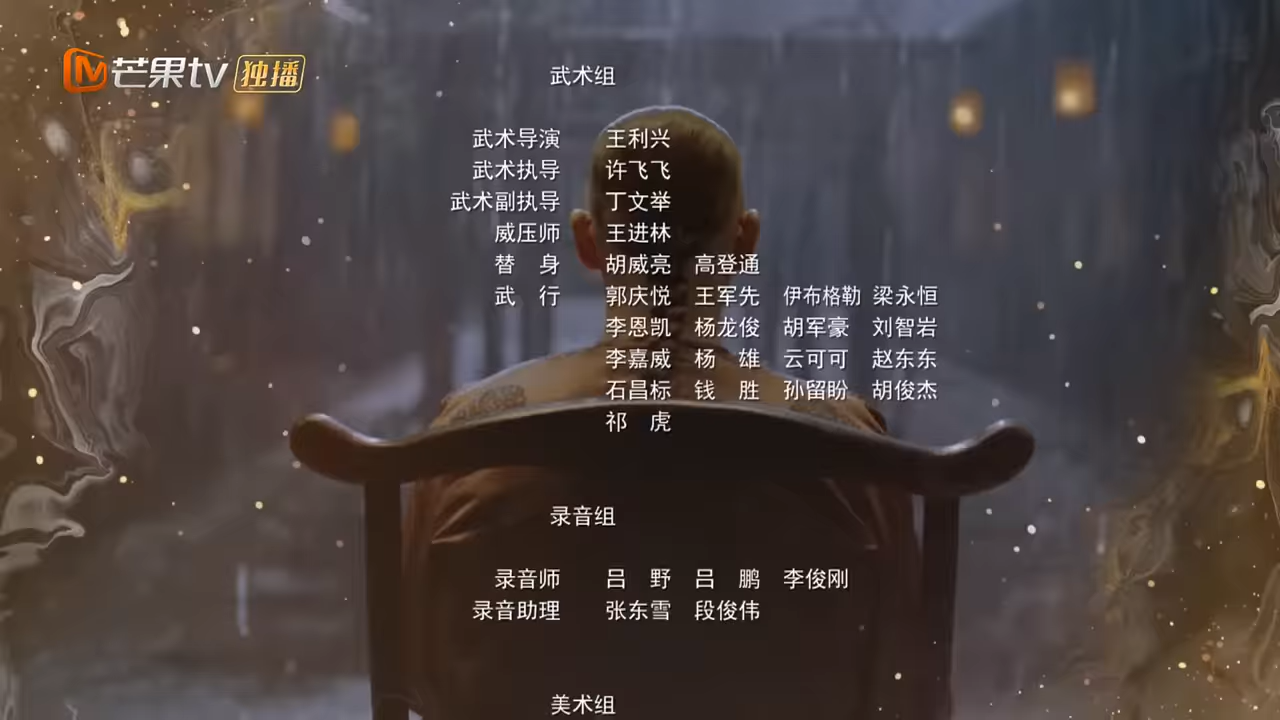 芒果tv 独播
武术组
武术导演 王利兴
武术执导 许飞飞
武术副执导 丁文举
威压师 王进林
替 身 胡威亮 高登通
武 行 郭庆悦 王军先 伊布格勒 梁永恒
李恩凯 杨龙俊 胡军豪 刘智岩
李嘉威 杨 雄 云可可 赵东东
石昌标 钱 胜 孙留盼 胡俊杰
祁 虎
录音组
录音师 吕 野 吕 鹏 李俊刚
录音助理 张东雪 段俊伟
美术组